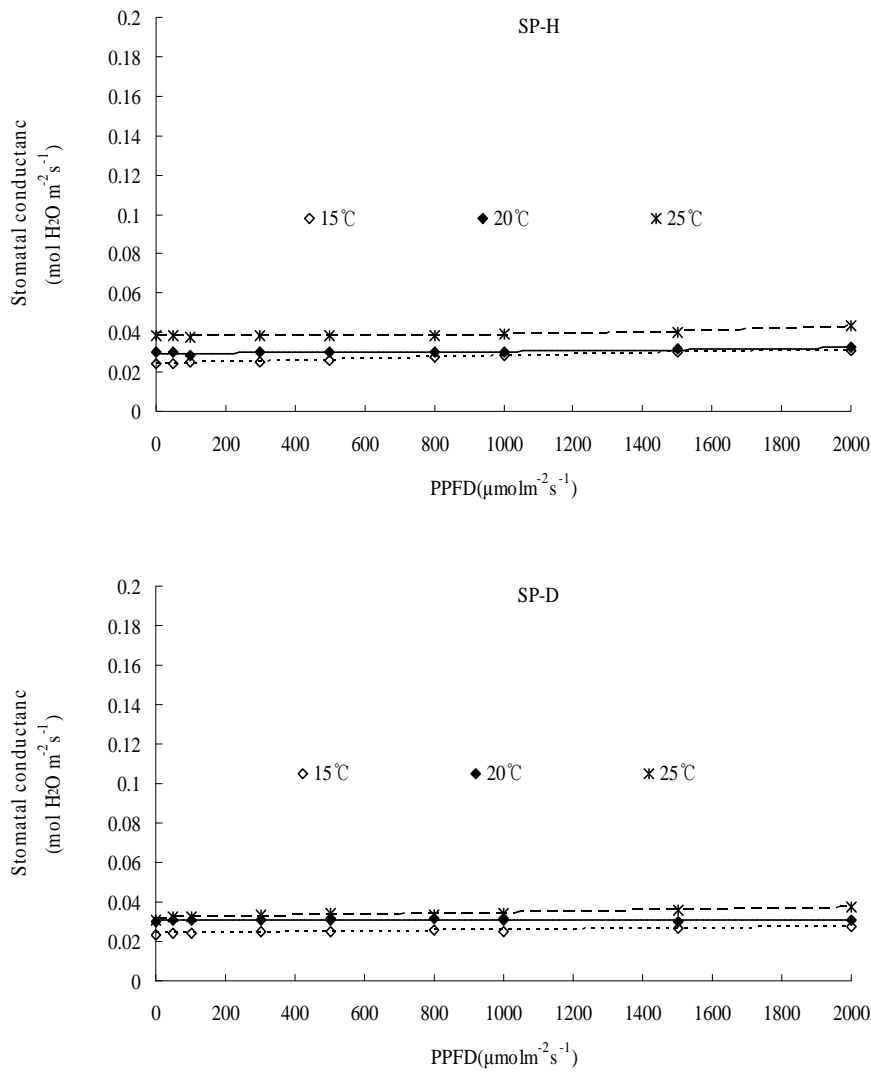 SP-H
0.2
0.18
0.16
0.14
0.12
0.1
0.08
0.06
0.04
0.02
0
Stomatal conductanc
(mol H2O m-2s-1)
15℃ 20℃ 25℃
0 200 400 600 800 1000 1200 1400 1600 1800 2000
PPFD(μmolm-2s-1)
SP-D
0.2
0.18
0.16
0.14
0.12
0.1
0.08
0.06
0.04
0.02
0
Stomatal conductanc
(mol H2O m-2s-1)
15℃ 20℃ 25℃
0 200 400 600 800 1000 1200 1400 1600 1800 2000
PPFD(μmolm-2s-1)